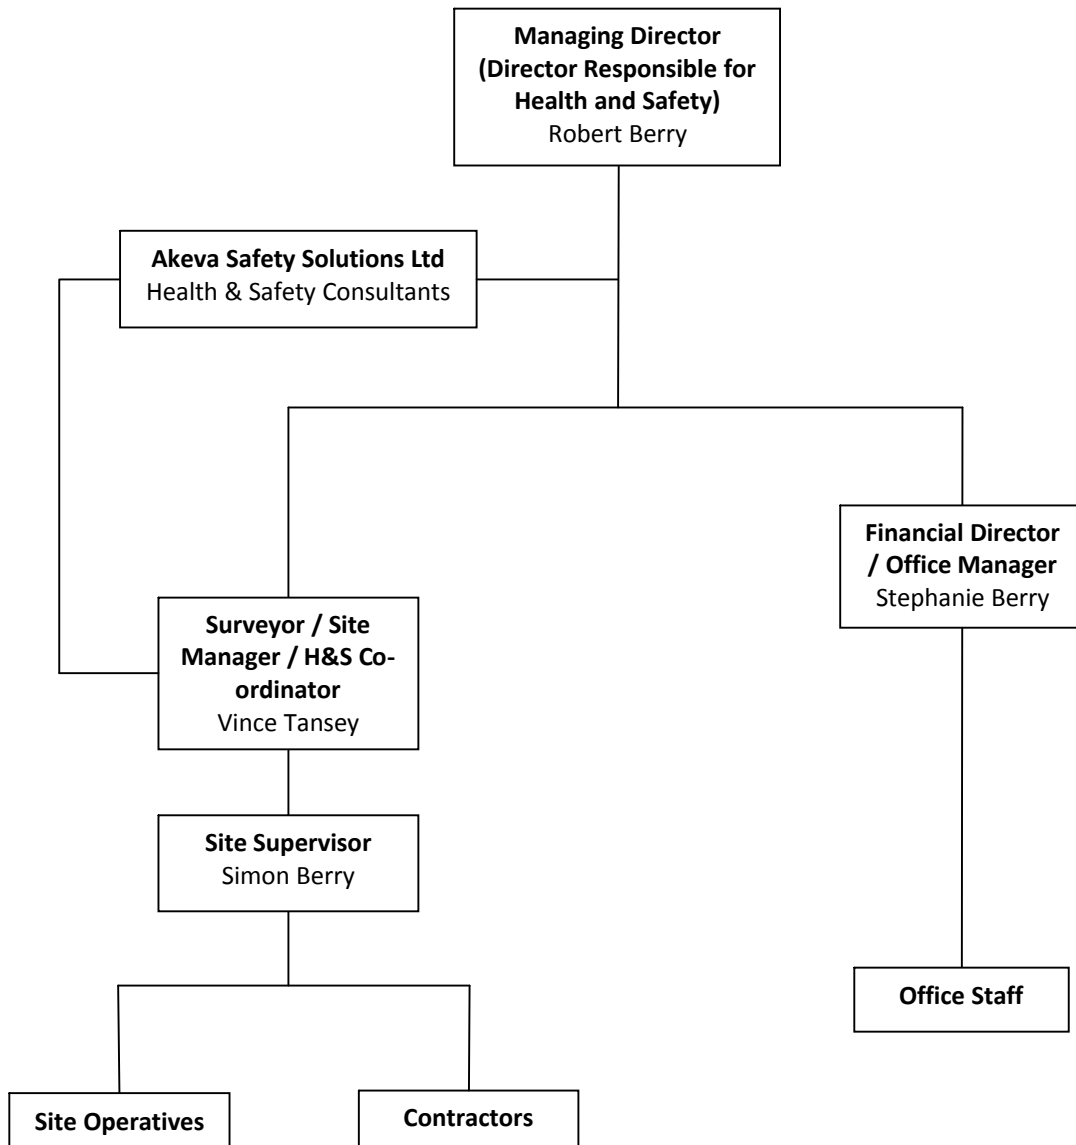 Managing Director
(Director Responsible for
Health and Safety)
Robert Berry
Akeva Safety Solutions Ltd
Health & Safety Consultants
Financial Director
/ Office Manager
Stephanie Berry
Surveyor / Site
Manager / H&S Co-
ordinator
Vince Tansey
Site Supervisor
Simon Berry
Office Staff
Site Operatives
Contractors